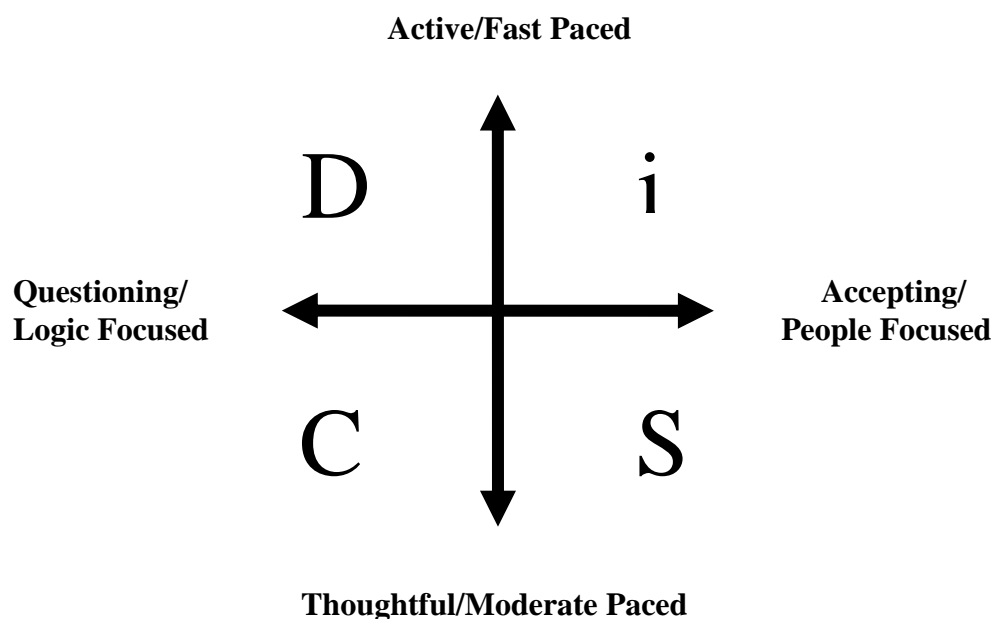 Active/Fast Paced
D
i
Questioning/
Logic Focused
Accepting/
People Focused
C
S
Thoughtful/Moderate Paced